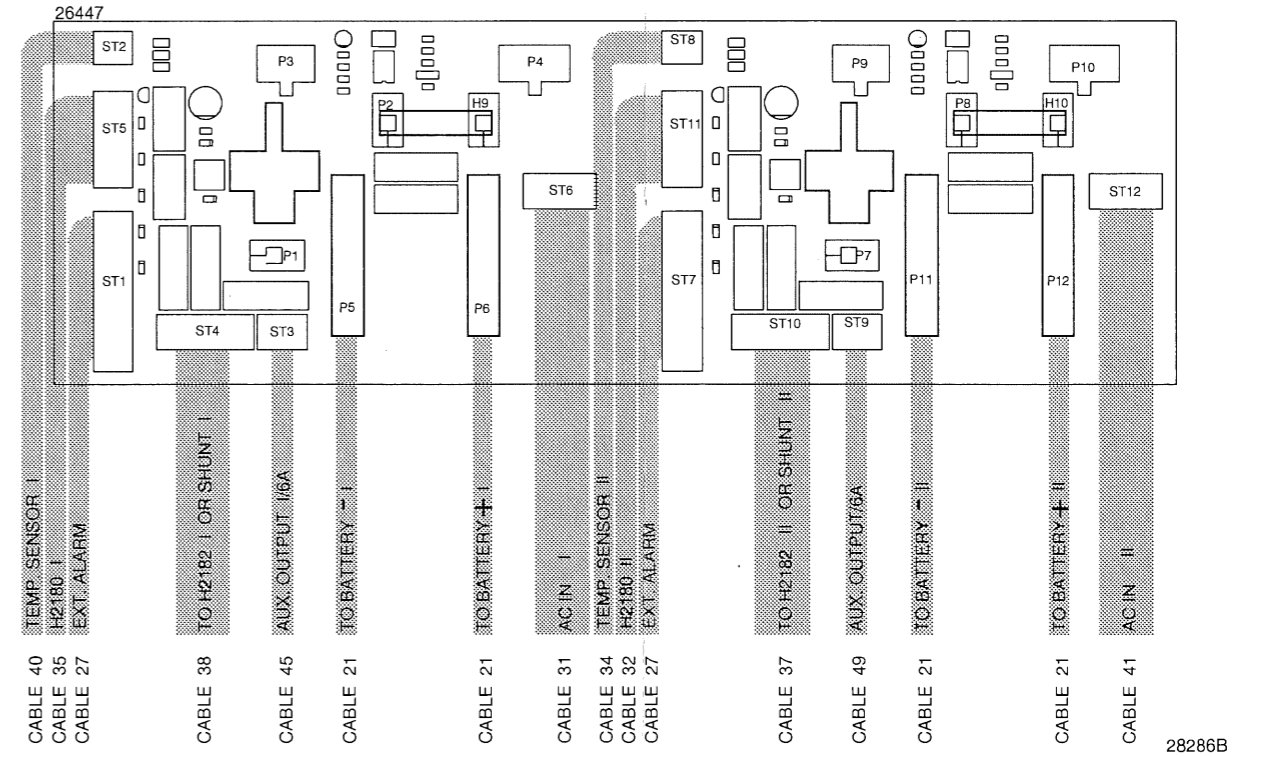 26447
ST2
P3
P4
ST8
P9
P10
P2
H9
P8
H10
ST5
ST11
ST6
ST12
P1
P7
ST1
P5
P6
ST7
P11
P12
ST4
ST3
ST10
ST9
TEMP. SENSOR I
H2180 I
EXT. ALARM
TO H2182 I OR SHUNT I
AUX. OUTPUT I/6A
TO BATTERY - I
TO BATTERY + I
AC IN I
TEMP. SENSOR II
H2180 II
EXT. ALARM
TO H2182 II OR SHUNT II
AUX. OUTPUT/6A
TO BATTERY - II
TO BATTERY + II
AC IN II
CABLE 40
CABLE 35
CABLE 27
CABLE 38
CABLE 45
CABLE 21
CABLE 21
CABLE 31
CABLE 34
CABLE 32
CABLE 27
CABLE 37
CABLE 49
CABLE 21
CABLE 21
CABLE 41
28286B